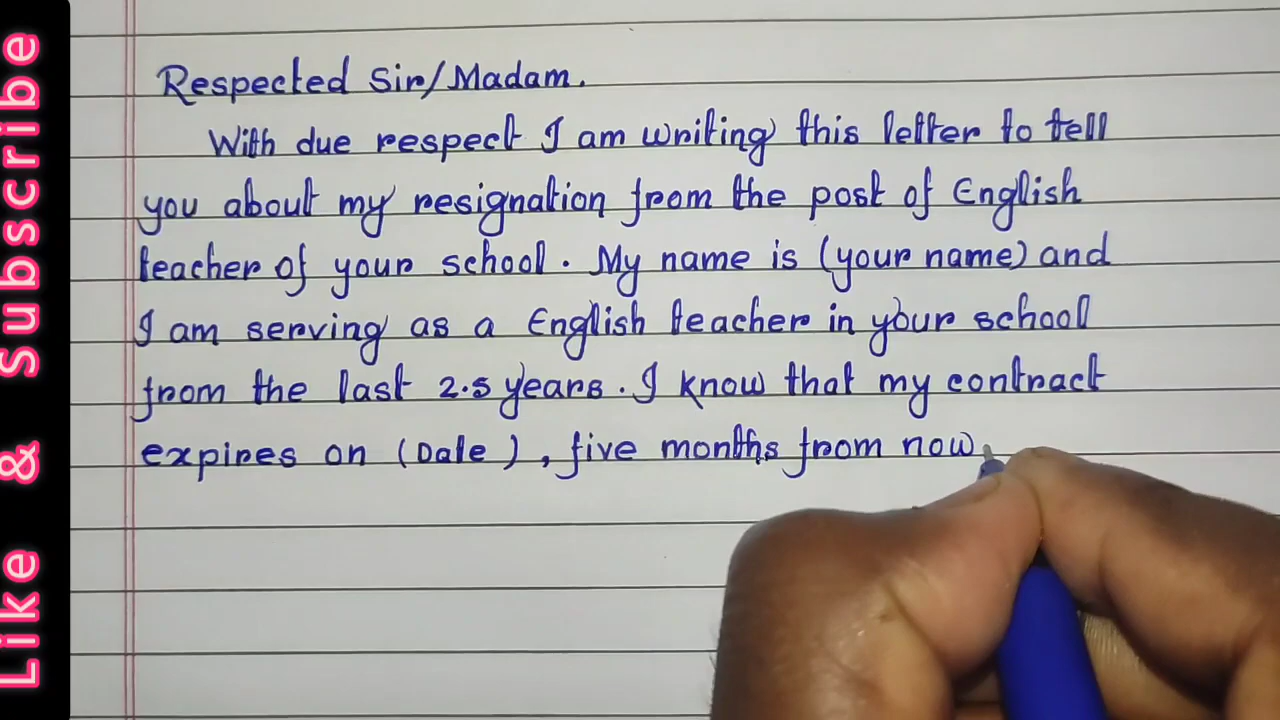 Like & Subscribe
Respected Sir/Madam.
With due respect I am writing this letter to tell
you about my resignation from the post of English
teacher of your school. My name is (your name) and
I am serving as a English teacher in your school
from the last 2.5 years. I know that my contract
expires on (Date), five months from now